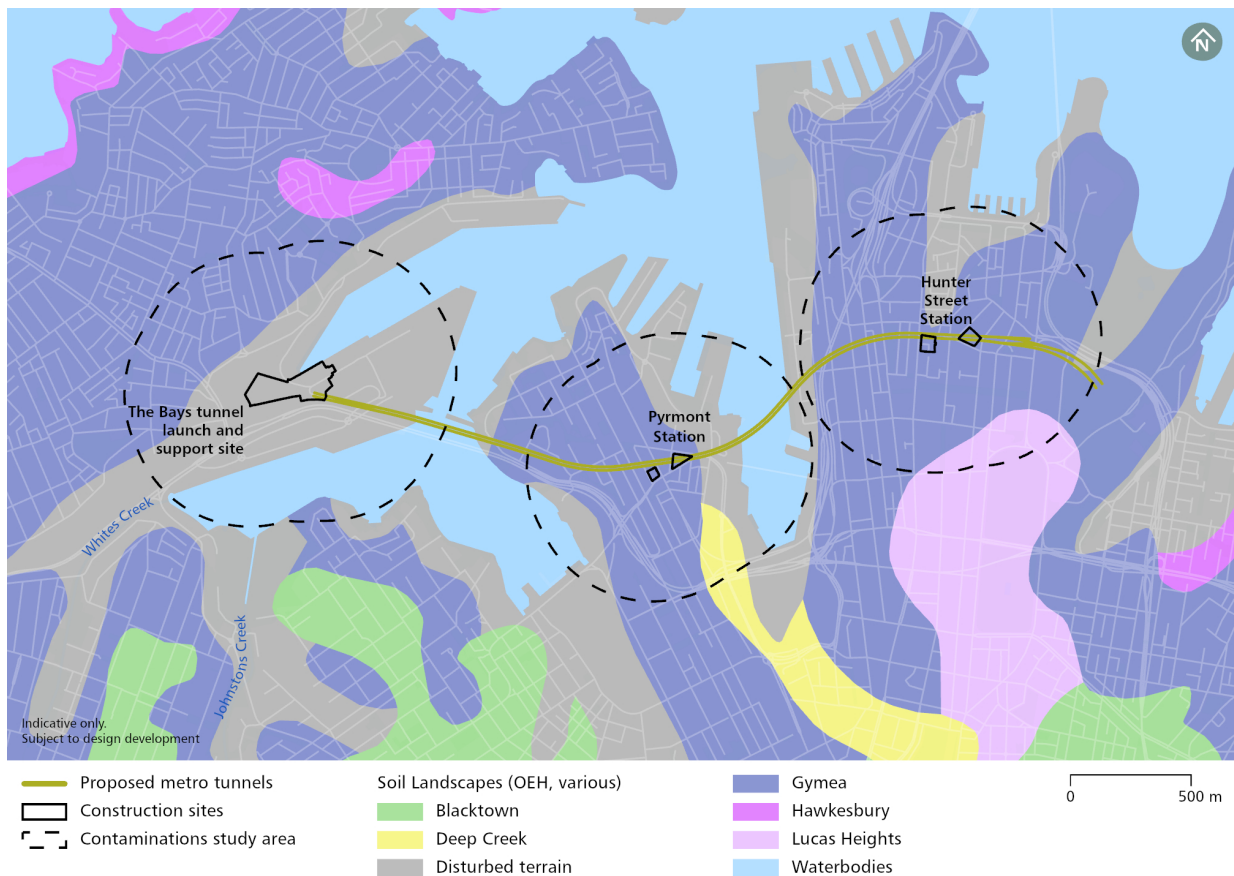 N
Hunter
Street
Station
Pyrmont
Station
The Bays tunnel
launch and
support site
Whites Creek
Johnstons Creek
Indicative only.
Subject to design development
Proposed metro tunnels
Construction sites
Contaminations study area
Soil Landscapes (OEH, various)
Blacktown
Deep Creek
Disturbed terrain
Gymea
Hawkesbury
Lucas Heights
Waterbodies
0 500 m